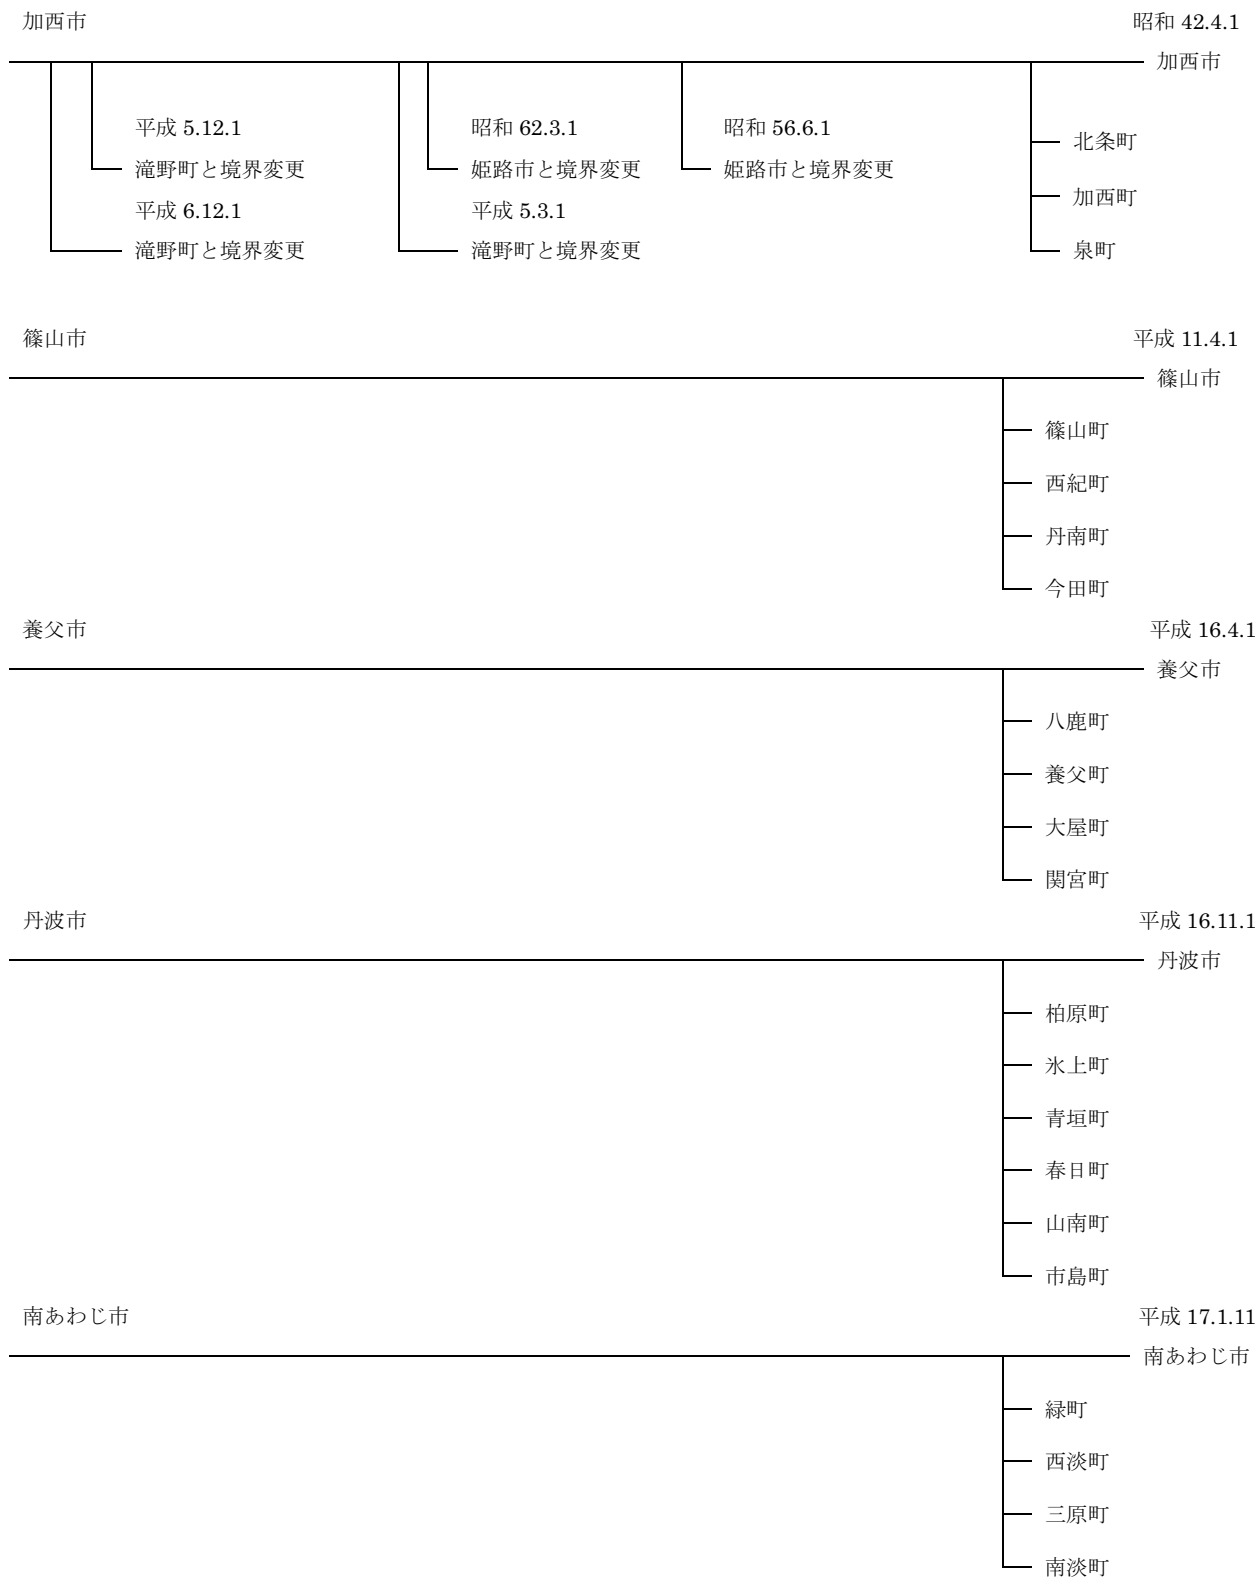 加西市
昭和 42.4.1
加西市
平成 5.12.1
昭和 62.3.1
昭和 56.6.1
北条町
滝野町と境界変更
姫路市と境界変更
姫路市と境界変更
加西町
平成 6.12.1
平成 5.3.1
滝野町と境界変更
滝野町と境界変更
泉町
篠山市
平成 11.4.1
篠山市
篠山町
西紀町
丹南町
今田町
養父市
平成 16.4.1
養父市
八鹿町
養父町
大屋町
関宮町
丹波市
平成 16.11.1
丹波市
柏原町
氷上町
青垣町
春日町
山南町
市島町
南あわじ市
平成 17.1.11
南あわじ市
緑町
西淡町
三原町
南淡町